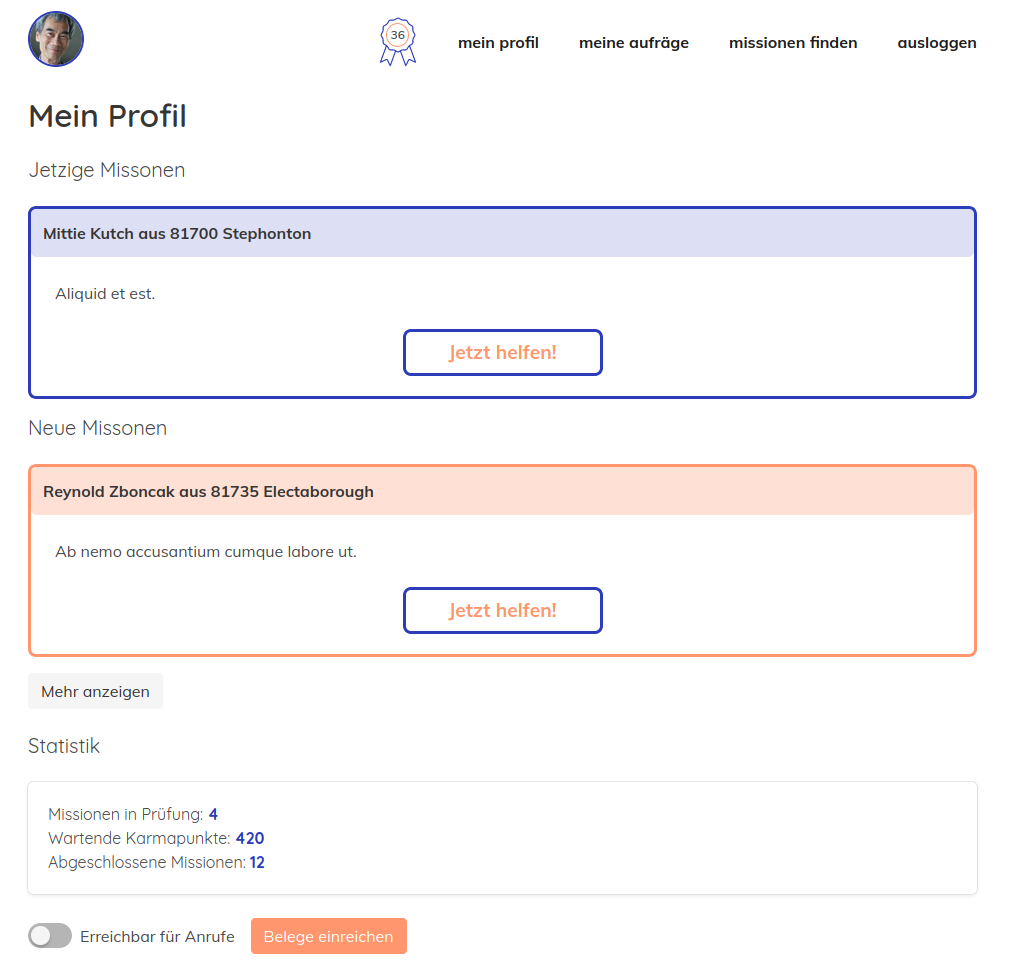 36
mein profil
meine aufräge
missionen finden
ausloggen
Mein Profil
Jetzige Missonen
Mittie Kutch aus 81700 Stephonton
Aliquid et est.
Jetzt helfen!
Neue Missonen
Reynold Zboncak aus 81735 Electaborough
Ab nemo accusantium cumque labore ut.
Jetzt helfen!
Mehr anzeigen
Statistik
Missionen in Prüfung: 4
Wartende Karmapunkte: 420
Abgeschlossene Missionen: 12
Erreichbar für Anrufe
Belege einreichen